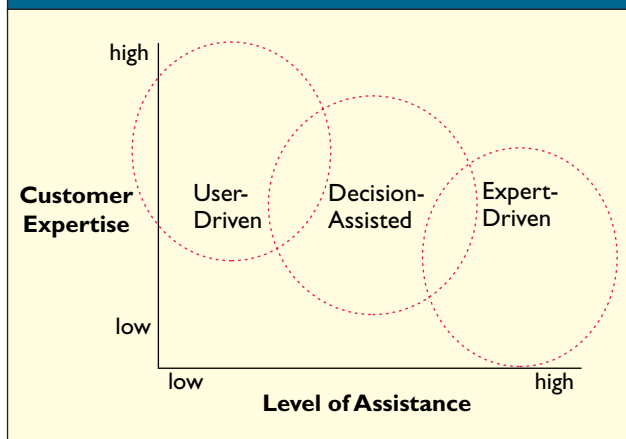 high
Customer
Expertise
User-
Driven
Decision-
Assisted
Expert-
Driven
low
low
high
Level of Assistance